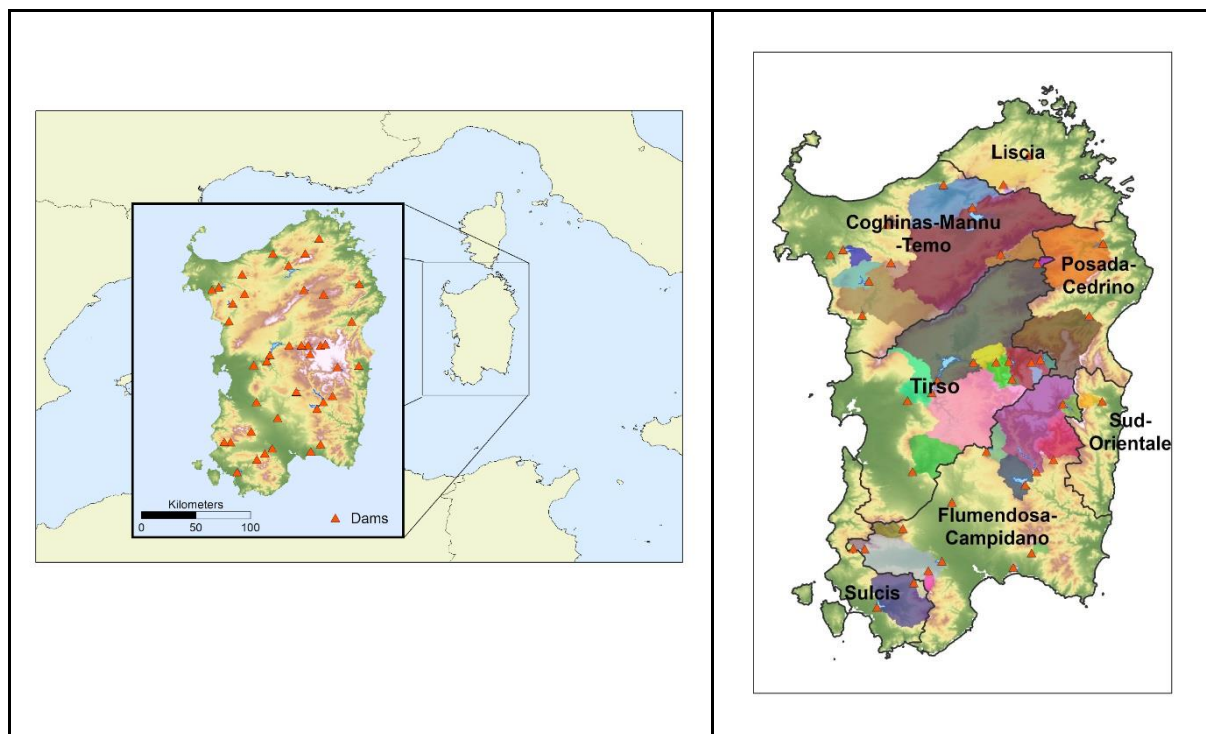 Kilometers
0 50 100
Dams
Liscia
Coghinas-Mannu
-Temo
Posada-
Cedrino
Tirso
Sud-
Orientale
Flumendosa-
Campidano
Sulcis